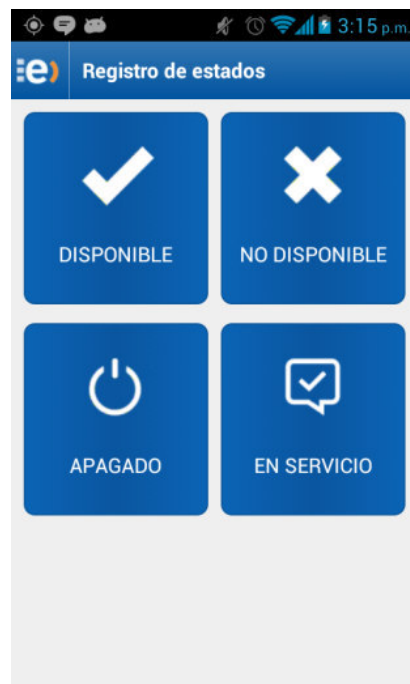 3:15 p.m.
e) Registro de estados
DISPONIBLE
NO DISPONIBLE
APAGADO
EN SERVICIO